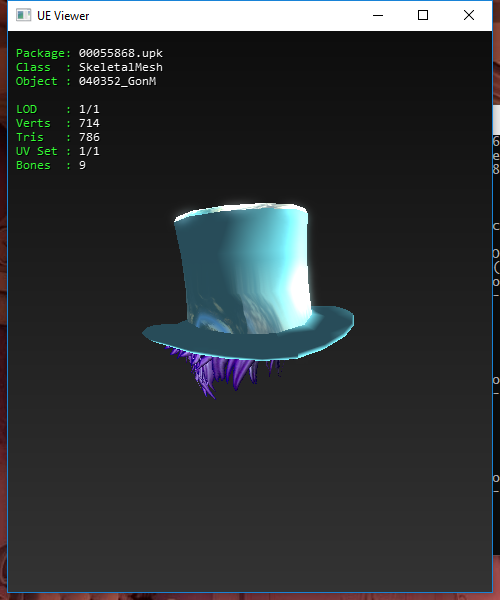 UE Viewer
Package: 00055868.upk
Class  : SkeletalMesh
Object : 040352_GonM
LOD    : 1/1
Verts  : 714
Tris   : 786
UV Set : 1/1
Bones  : 9